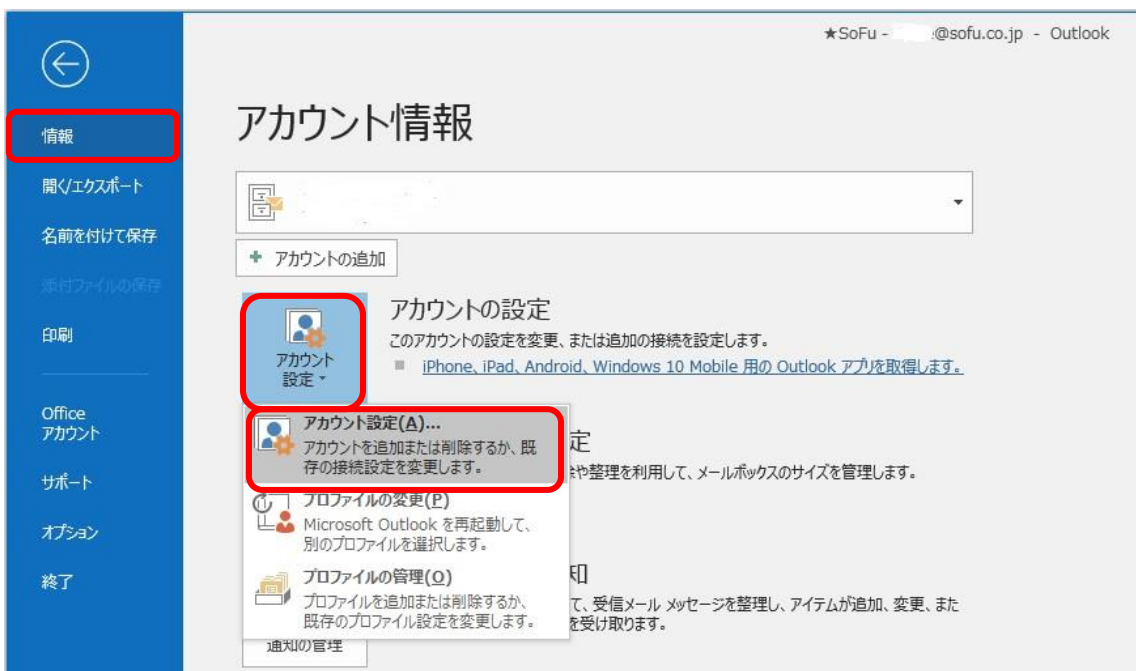 ★SoFu - @sofu.co.jp - Outlook
情報
開く/エクスポート
名前を付けて保存
添付ファイルの保存
印刷
Office
アカウント
サポート
オプション
終了
アカウント情報
アカウントの追加
アカウント
設定
アカウントの設定
このアカウントの設定を変更、または追加の接続を設定します。
iPhone、iPad、Android、Windows 10 Mobile 用の Outlook アプリを取得します。
アカウント設定(A)...
アカウントを追加または削除するか、既
存の接続設定を変更します。
プロファイルの変更(P)
Microsoft Outlook を再起動して、
別のプロファイルを選択します。
プロファイルの管理(O)
プロファイルを追加または削除するか、
既存のプロファイル設定を変更します。
定
や整理を利用して、メールボックスのサイズを管理します。
知
て、受信メール メッセージを整理し、アイテムが追加、変更、また
を受け取ります。
通知の管理